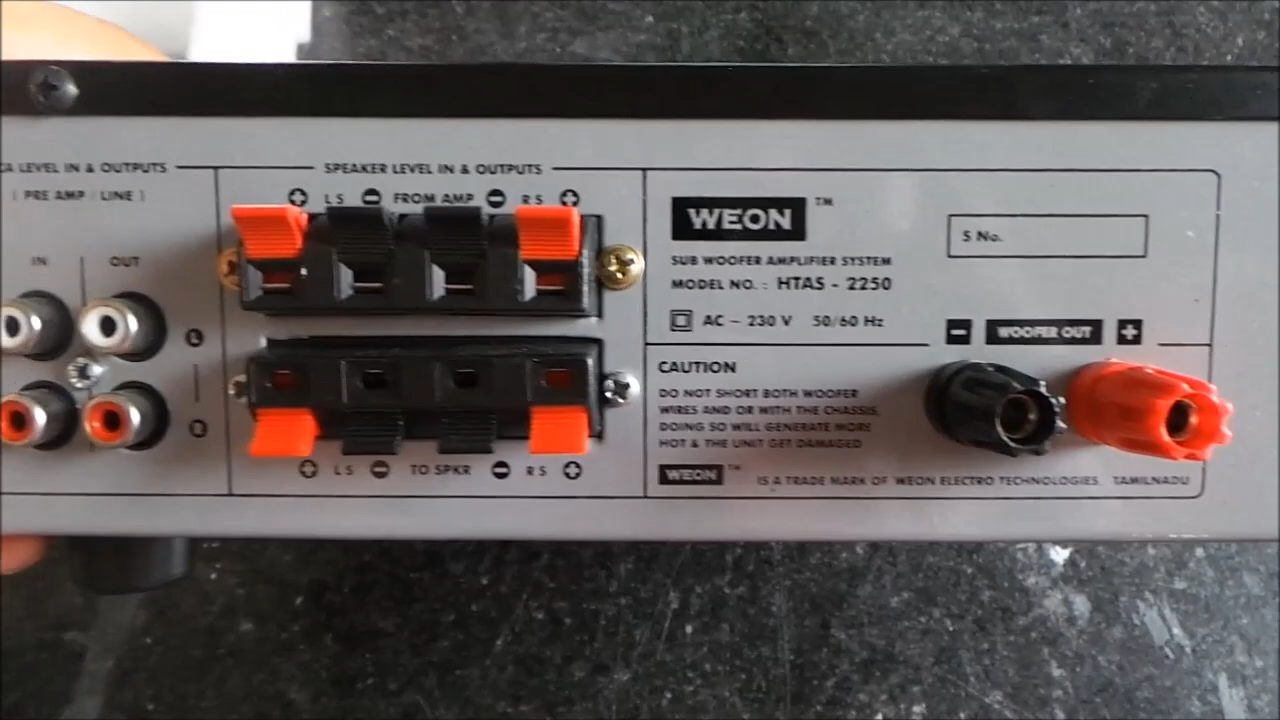 LEVEL IN & OUTPUTS
( PRE AMP / LINE )
IN OUT
L
R
SPEAKER LEVEL IN & OUTPUTS
+ L S − FROM AMP − R S +
+ L S − TO SPKR − R S +
WEON ™
SUB WOOFER AMPLIFIER SYSTEM
MODEL NO. : HTAS - 2250
AC ~ 230 V 50/60 Hz
S No.
− WOOFER OUT +
CAUTION
DO NOT SHORT BOTH WOOFER
WIRES AND OR WITH THE CHASSIS,
DOING SO WILL GENERATE MORE
HOT & THE UNIT GET DAMAGED
WEON ™ IS A TRADE MARK OF WEON ELECTRO TECHNOLOGIES, TAMILNADU